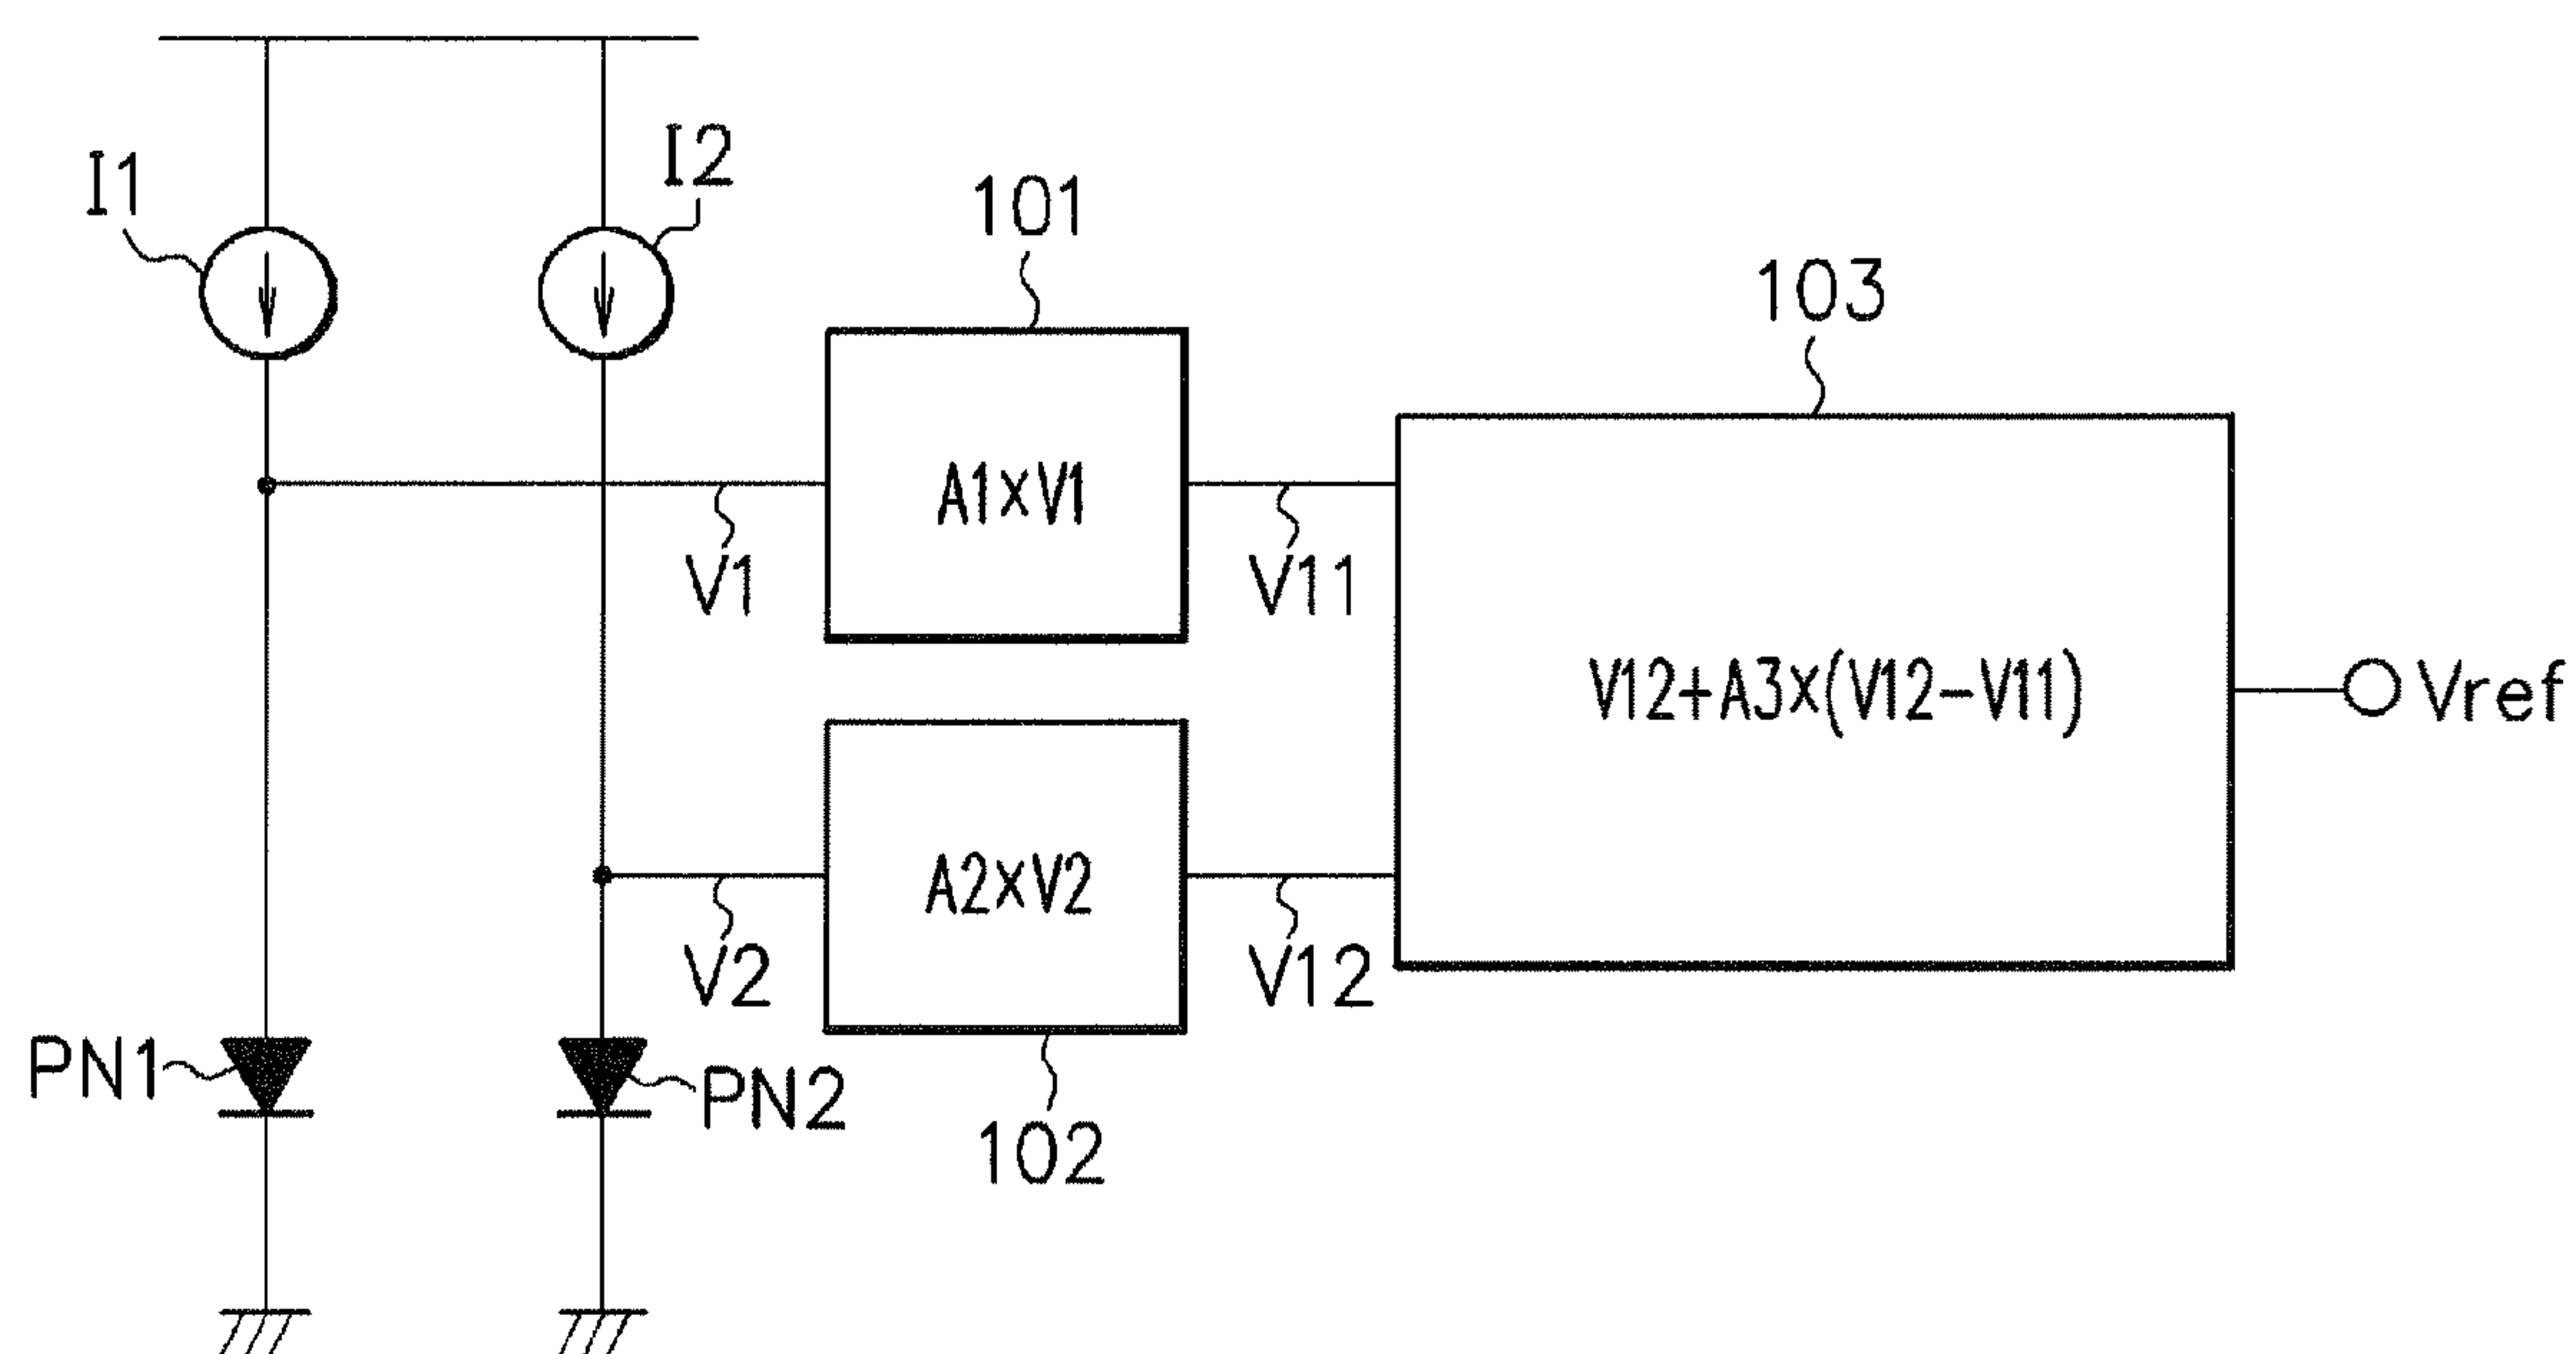 I1
I2
101
103
A1×V1
V1
V11
V12+A3×(V12−V11)
Vref
A2×V2
V2
V12
PN1
PN2
102